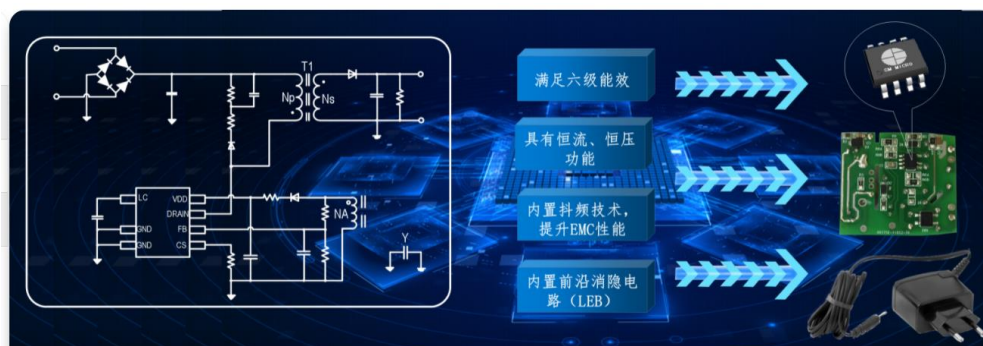 T1
Np
Ns
LC
VDD
DRAIN
GND
FB
GND
CS
NA
Y
满足六级能效
具有恒流、恒压
功能
内置抖频技术，
提升EMC性能
内置前沿消隐电
路（LEB）